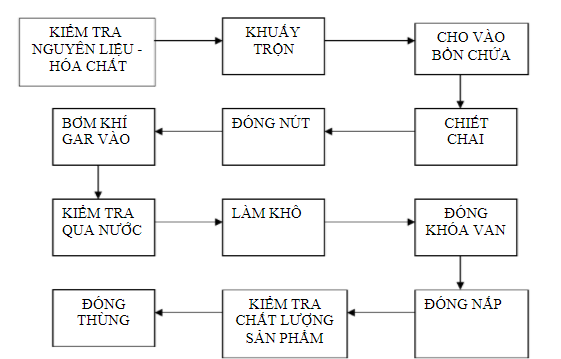 KIỂM TRA
NGUYÊN LIỆU -
HÓA CHẤT
KHUẤY
TRỘN
CHO VÀO
BỒN CHỨA
CHIẾT
CHAI
ĐÓNG NÚT
BƠM KHÍ
GAR VÀO
KIỂM TRA
QUA NƯỚC
LÀM KHÔ
ĐÓNG
KHÓA VAN
ĐÓNG NẮP
KIỂM TRA
CHẤT LƯỢNG
SẢN PHẨM
ĐÓNG
THÙNG